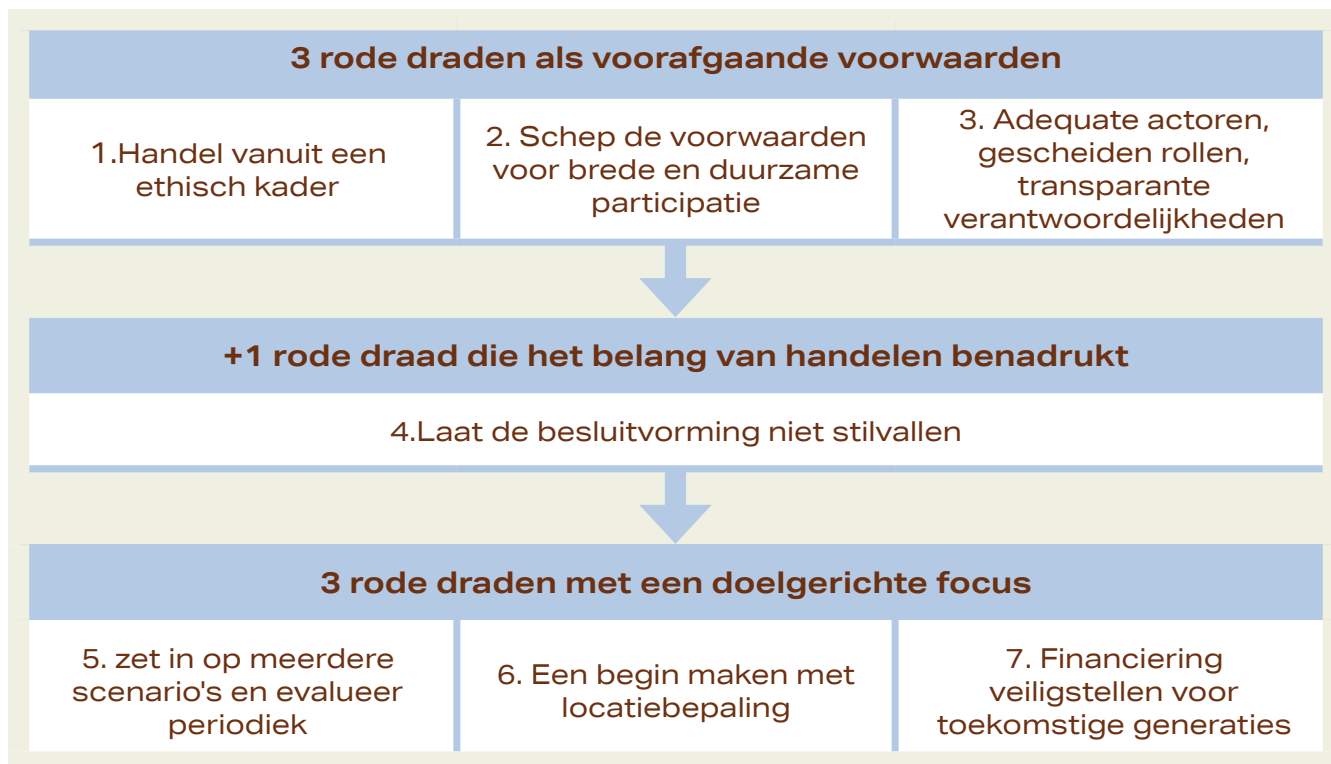 3 rode draden als voorafgaande voorwaarden
1.Handel vanuit een
ethisch kader
2. Schep de voorwaarden
voor brede en duurzame
participatie
3. Adequate actoren,
gescheiden rollen,
transparante
verantwoordelijkheden
+1 rode draad die het belang van handelen benadrukt
4.Laat de besluitvorming niet stilvallen
3 rode draden met een doelgerichte focus
5. zet in op meerdere
scenario's en evalueer
periodiek
6. Een begin maken met
locatiebepaling
7. Financiering
veiligstellen voor
toekomstige generaties